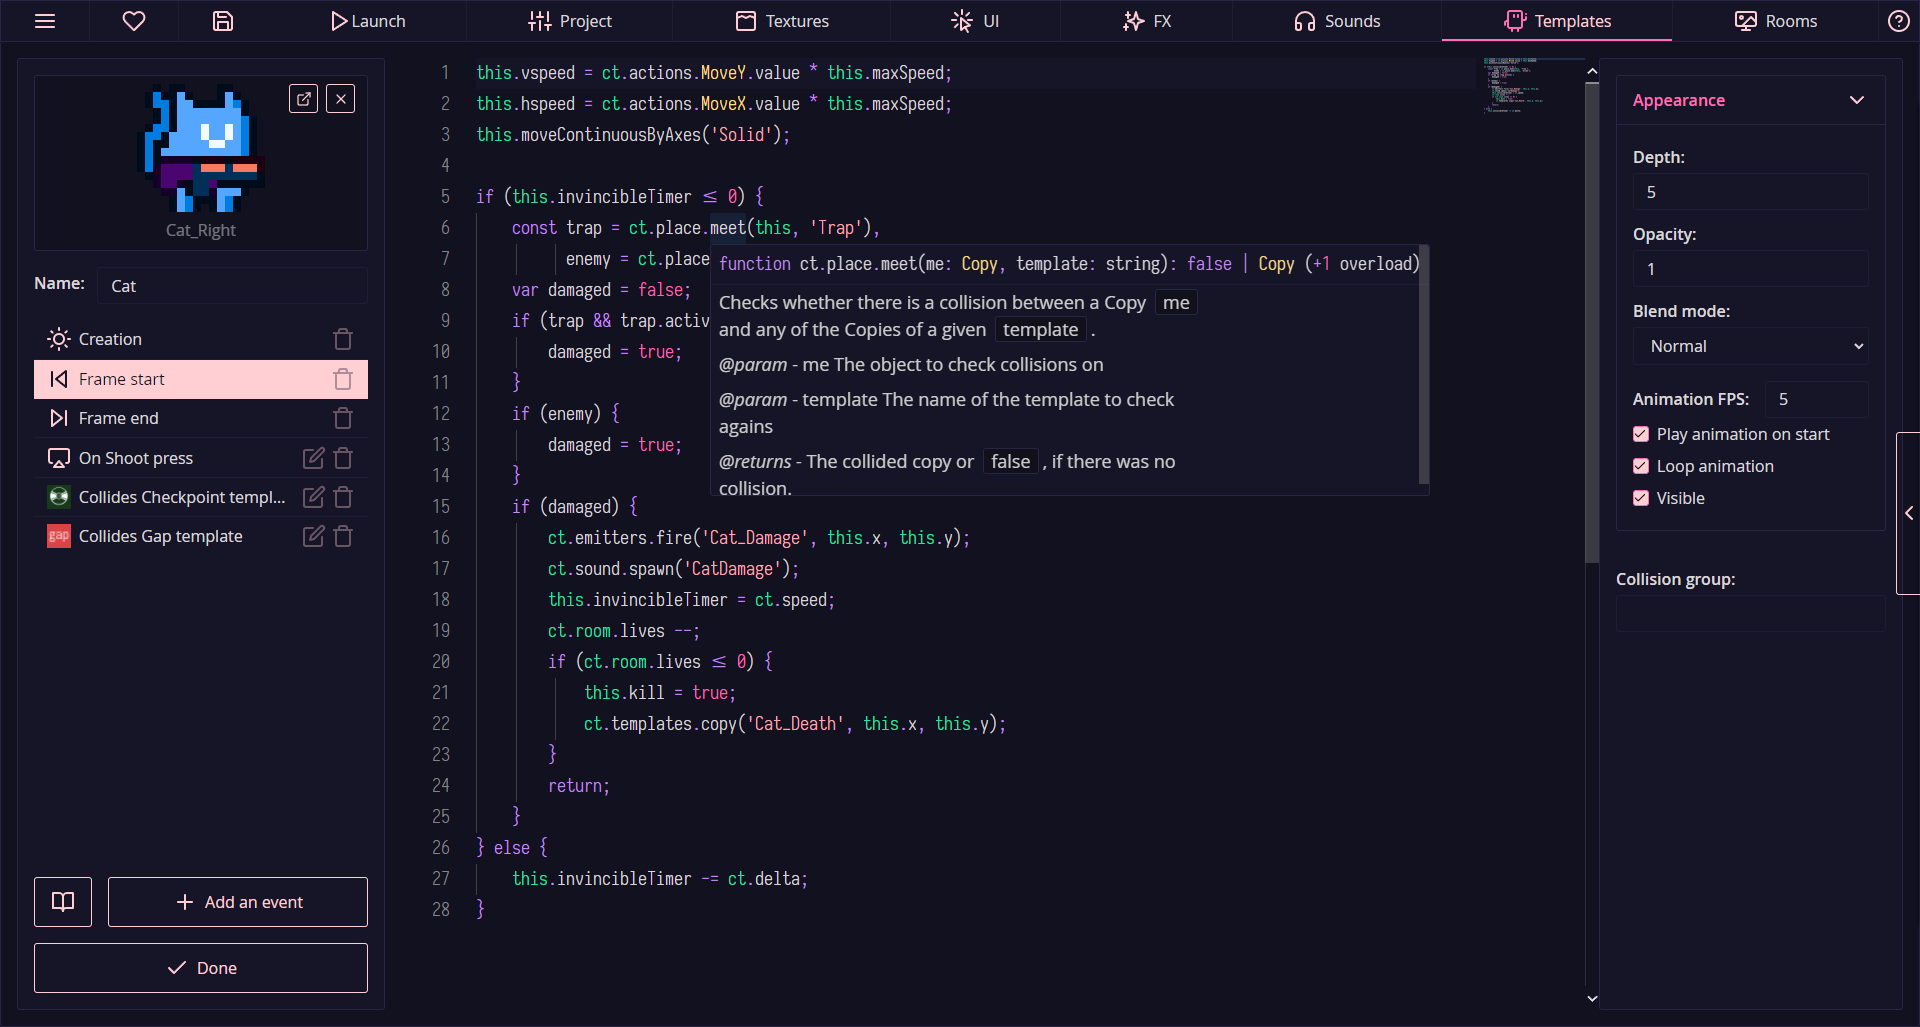 Launch
Project
Textures
UI
FX
Sounds
Templates
Rooms
Cat_Right
Name:
Cat
Creation
Frame start
Frame end
On Shoot press
Collides Checkpoint templ...
gap
Collides Gap template
Add an event
Done
1 this.vspeed = ct.actions.MoveY.value * this.maxSpeed;
2 this.hspeed = ct.actions.MoveX.value * this.maxSpeed;
3 this.moveContinuousByAxes('Solid');
4
5 if (this.invincibleTimer ≤ 0) {
6 const trap = ct.place.meet(this, 'Trap'),
7 enemy = ct.place
8 var damaged = false;
9 if (trap && trap.activ
10 damaged = true;
11 }
12 if (enemy) {
13 damaged = true;
14 }
15 if (damaged) {
16 ct.emitters.fire('Cat_Damage', this.x, this.y);
17 ct.sound.spawn('CatDamage');
18 this.invincibleTimer = ct.speed;
19 ct.room.lives --;
20 if (ct.room.lives ≤ 0) {
21 this.kill = true;
22 ct.templates.copy('Cat_Death', this.x, this.y);
23 }
24 return;
25 }
26 } else {
27 this.invincibleTimer -= ct.delta;
28 }
function ct.place.meet(me: Copy, template: string): false | Copy (+1 overload)
Checks whether there is a collision between a Copy me
and any of the Copies of a given template .
@param - me The object to check collisions on
@param - template The name of the template to check
agains
@returns - The collided copy or false , if there was no
collision.
Appearance
Depth:
5
Opacity:
1
Blend mode:
Normal
Animation FPS: 5
Play animation on start
Loop animation
Visible
Collision group: